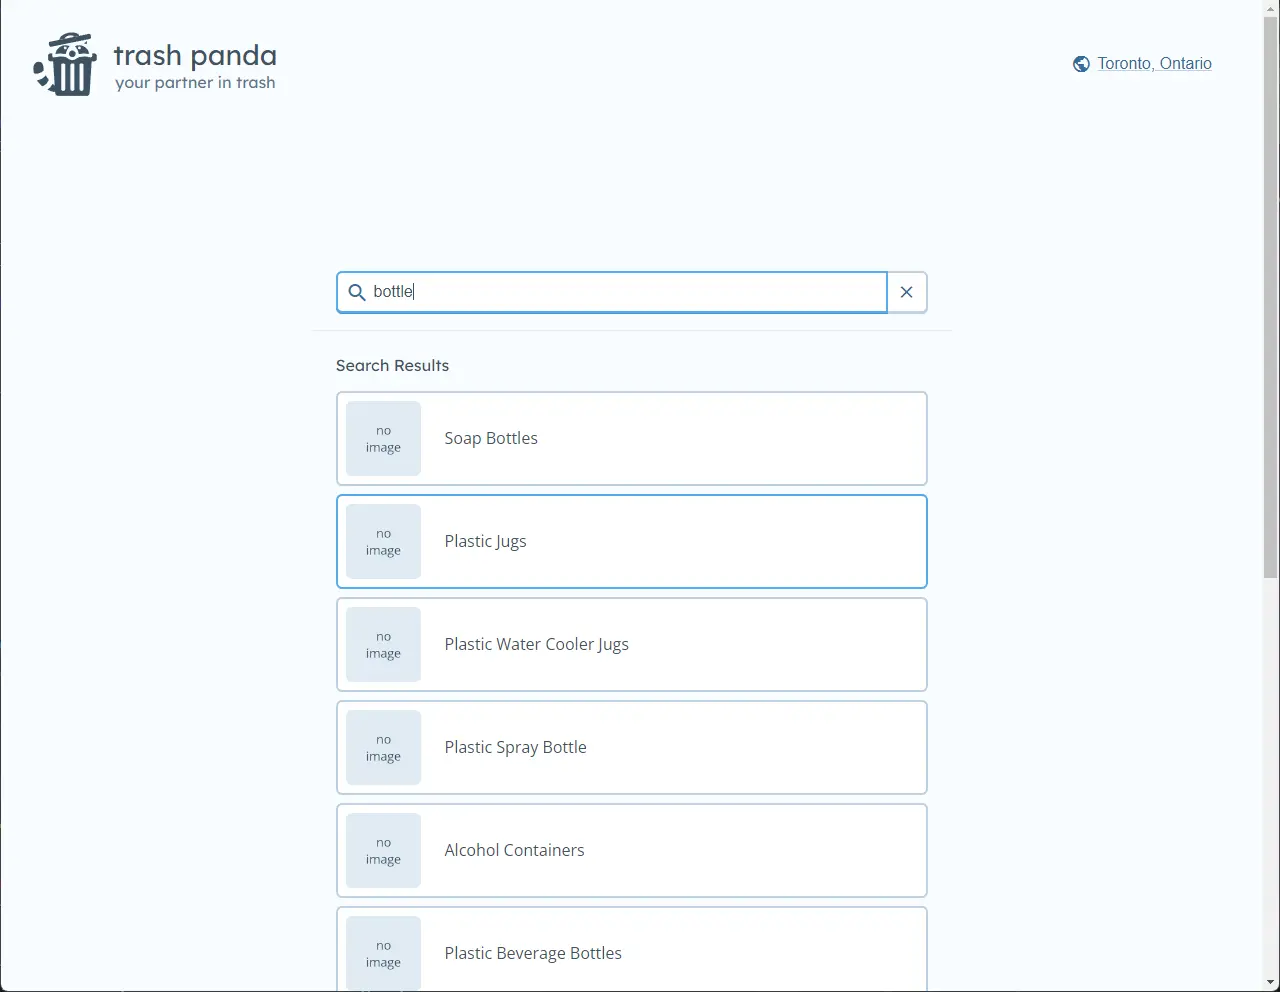 trash panda
your partner in trash
Toronto, Ontario
bottle
Search Results
no
image
Soap Bottles
no
image
Plastic Jugs
no
image
Plastic Water Cooler Jugs
no
image
Plastic Spray Bottle
no
image
Alcohol Containers
no
image
Plastic Beverage Bottles